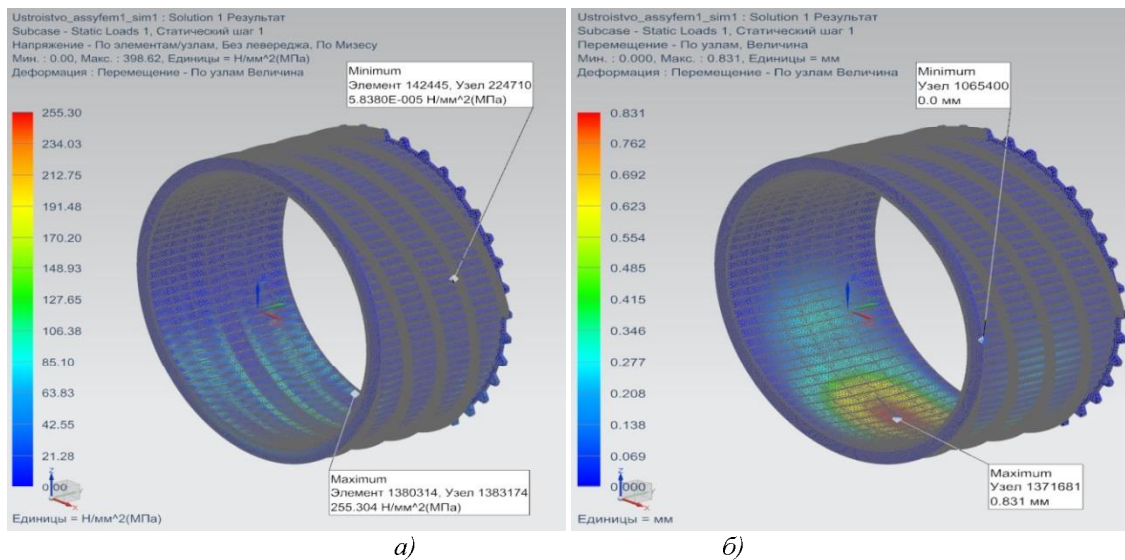 Ustroistvo_assyfem1_sim1 : Solution 1 Результат
Subcase - Static Loads 1, Статический шаг 1
Напряжение - По элементам/узлам, Без левереджа, По Мизесу
Мин. : 0.00, Макс. : 398.62, Единицы = Н/мм^2(МПа)
Деформация : Перемещение - По узлам Величина
Minimum
Элемент 142445, Узел 224710
5.8380E-005 Н/мм^2(МПа)
255.30
234.03
212.75
191.48
170.20
148.93
127.65
106.38
85.10
63.83
42.55
21.28
0.00
Z
Y
X
Maximum
Элемент 1380314, Узел 1383174
255.304 Н/мм^2(МПа)
Единицы = Н/мм^2(МПа)
а)
Ustroistvo_assyfem1_sim1 : Solution 1 Результат
Subcase - Static Loads 1, Статический шаг 1
Перемещение - По узлам, Величина
Мин. : 0.000, Макс. : 0.831, Единицы = мм
Деформация : Перемещение - По узлам Величина
Minimum
Узел 1065400
0.0 мм
0.831
0.762
0.692
0.623
0.554
0.485
0.415
0.346
0.277
0.208
0.138
0.069
0.000
Z
Y
X
Maximum
Узел 1371681
0.831 мм
Единицы = мм
б)